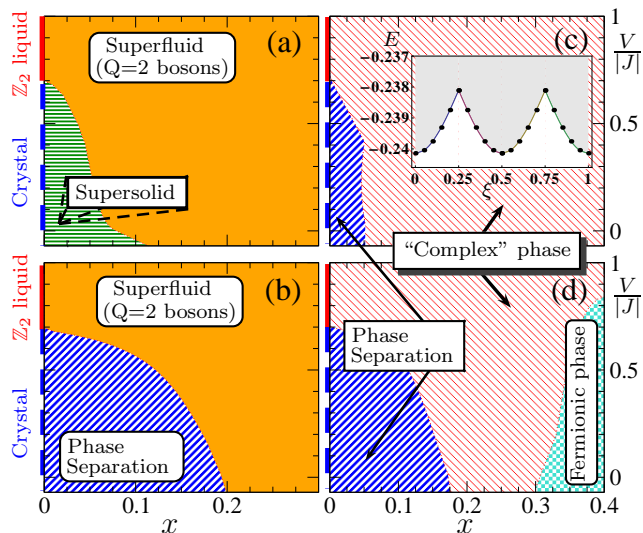 ℤ₂ liquid
Crystal
Superfluid
(Q=2 bosons)
(a)
Supersolid
(c)
V
|J|
1
0.5
0
E
−0.237
−0.238
−0.239
−0.24
0
0.25
0.5
0.75
1
ξ
“Complex” phase
ℤ₂ liquid
Crystal
Superfluid
(Q=2 bosons)
(b)
Phase
Separation
Phase
Separation
(d)
Fermionic phase
V
|J|
1
0.5
0
0
0.1
0.2
x
0
0.1
0.2
0.3
0.4
x